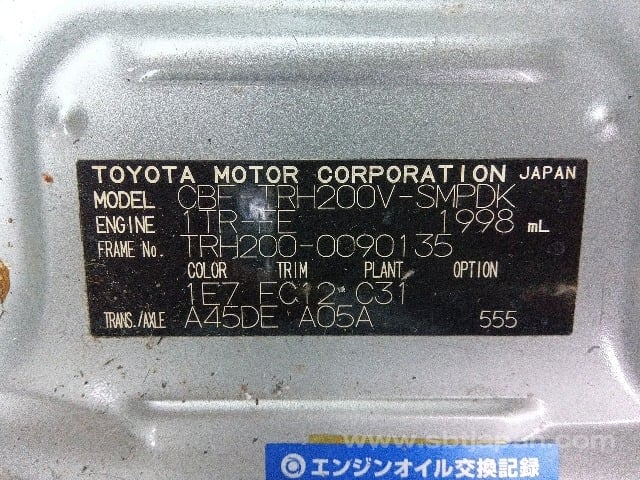 TOYOTA MOTOR CORPORATION JAPAN
MODEL CBF-TRH200V-SMPDK
ENGINE 1TR-FE 1998 mL
FRAME No. TRH200-0090135
COLOR TRIM PLANT OPTION
1E7 FC12 C31
TRANS./AXLE A45DE A05A 555
www.sbtjapan.com
エンジンオイル交換記録